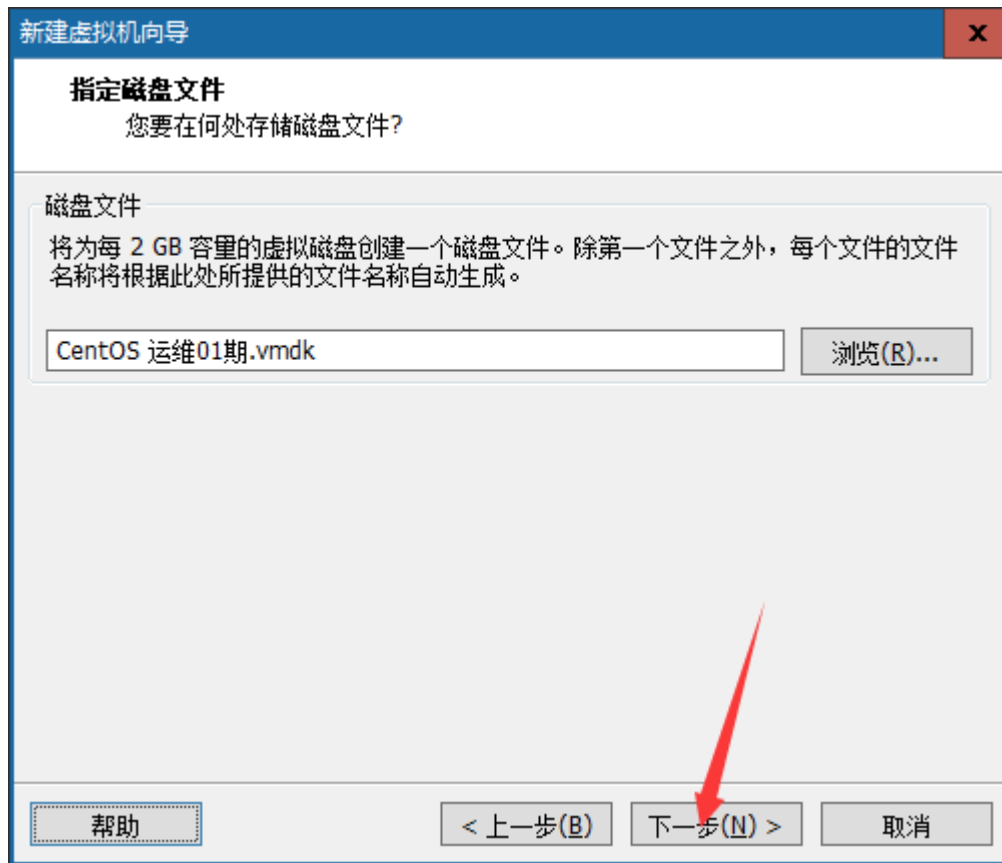 新建虚拟机向导
x
指定磁盘文件
您要在何处存储磁盘文件?
磁盘文件
将为每 2 GB 容量的虚拟磁盘创建一个磁盘文件。除第一个文件之外，每个文件的文件
名称将根据此处所提供的文件名称自动生成。
CentOS 运维01期.vmdk
浏览(R)...
帮助
< 上一步(B)
下一步(N) >
取消